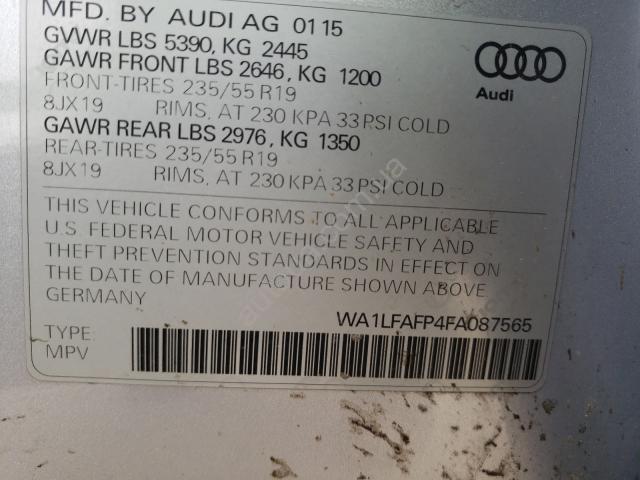 MFD. BY AUDI AG 01 15
GVWR LBS 5390, KG 2445
GAWR FRONT LBS 2646, KG 1200
FRONT-TIRES 235/55 R19
8JX19 RIMS, AT 230 KPA 33 PSI COLD
GAWR REAR LBS 2976, KG 1350
REAR-TIRES 235/55 R19
8JX19 RIMS, AT 230 KPA 33 PSI COLD
Audi
THIS VEHICLE CONFORMS TO ALL APPLICABLE
U.S. FEDERAL MOTOR VEHICLE SAFETY AND
THEFT PREVENTION STANDARDS IN EFFECT ON
THE DATE OF MANUFACTURE SHOWN ABOVE
GERMANY
WA1LFAFP4FA087565
TYPE:
MPV